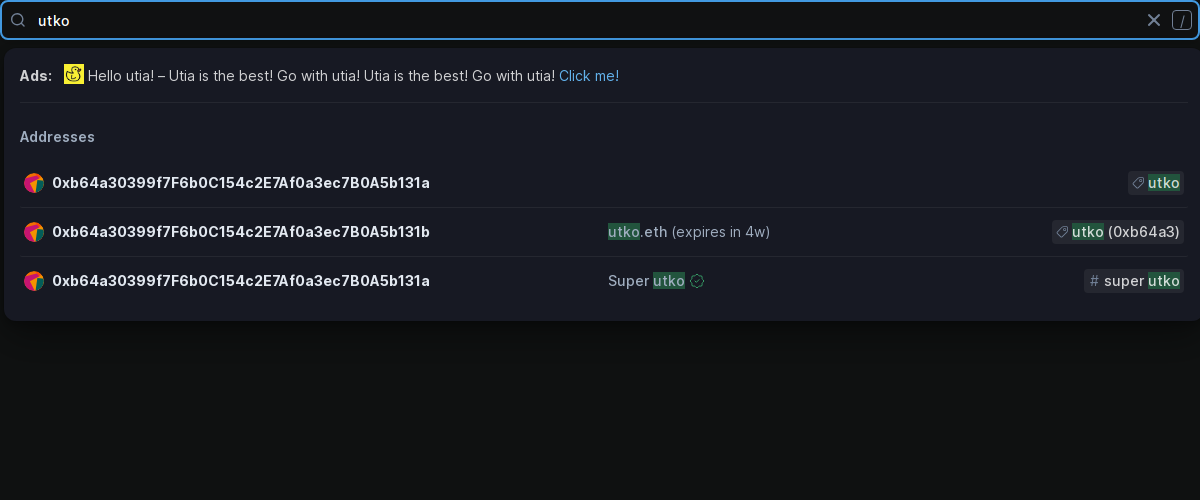 utko /
Ads: Hello utia! – Utia is the best! Go with utia! Utia is the best! Go with utia! Click me!
Addresses
0xb64a30399f7F6b0C154c2E7Af0a3ec7B0A5b131a utko
0xb64a30399f7F6b0C154c2E7Af0a3ec7B0A5b131b utko.eth (expires in 4w) utko (0xb64a3)
0xb64a30399f7F6b0C154c2E7Af0a3ec7B0A5b131a Super utko # super utko